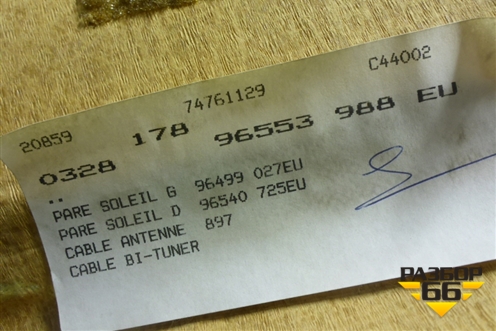 74761129 C44002
20859
0328 178 96553 988 EU
..
PARE SOLEIL G 96499 027EU
PARE SOLEIL D 96540 725EU
CABLE ANTENNE 897
CABLE BI-TUNER
РАЗБОР
66